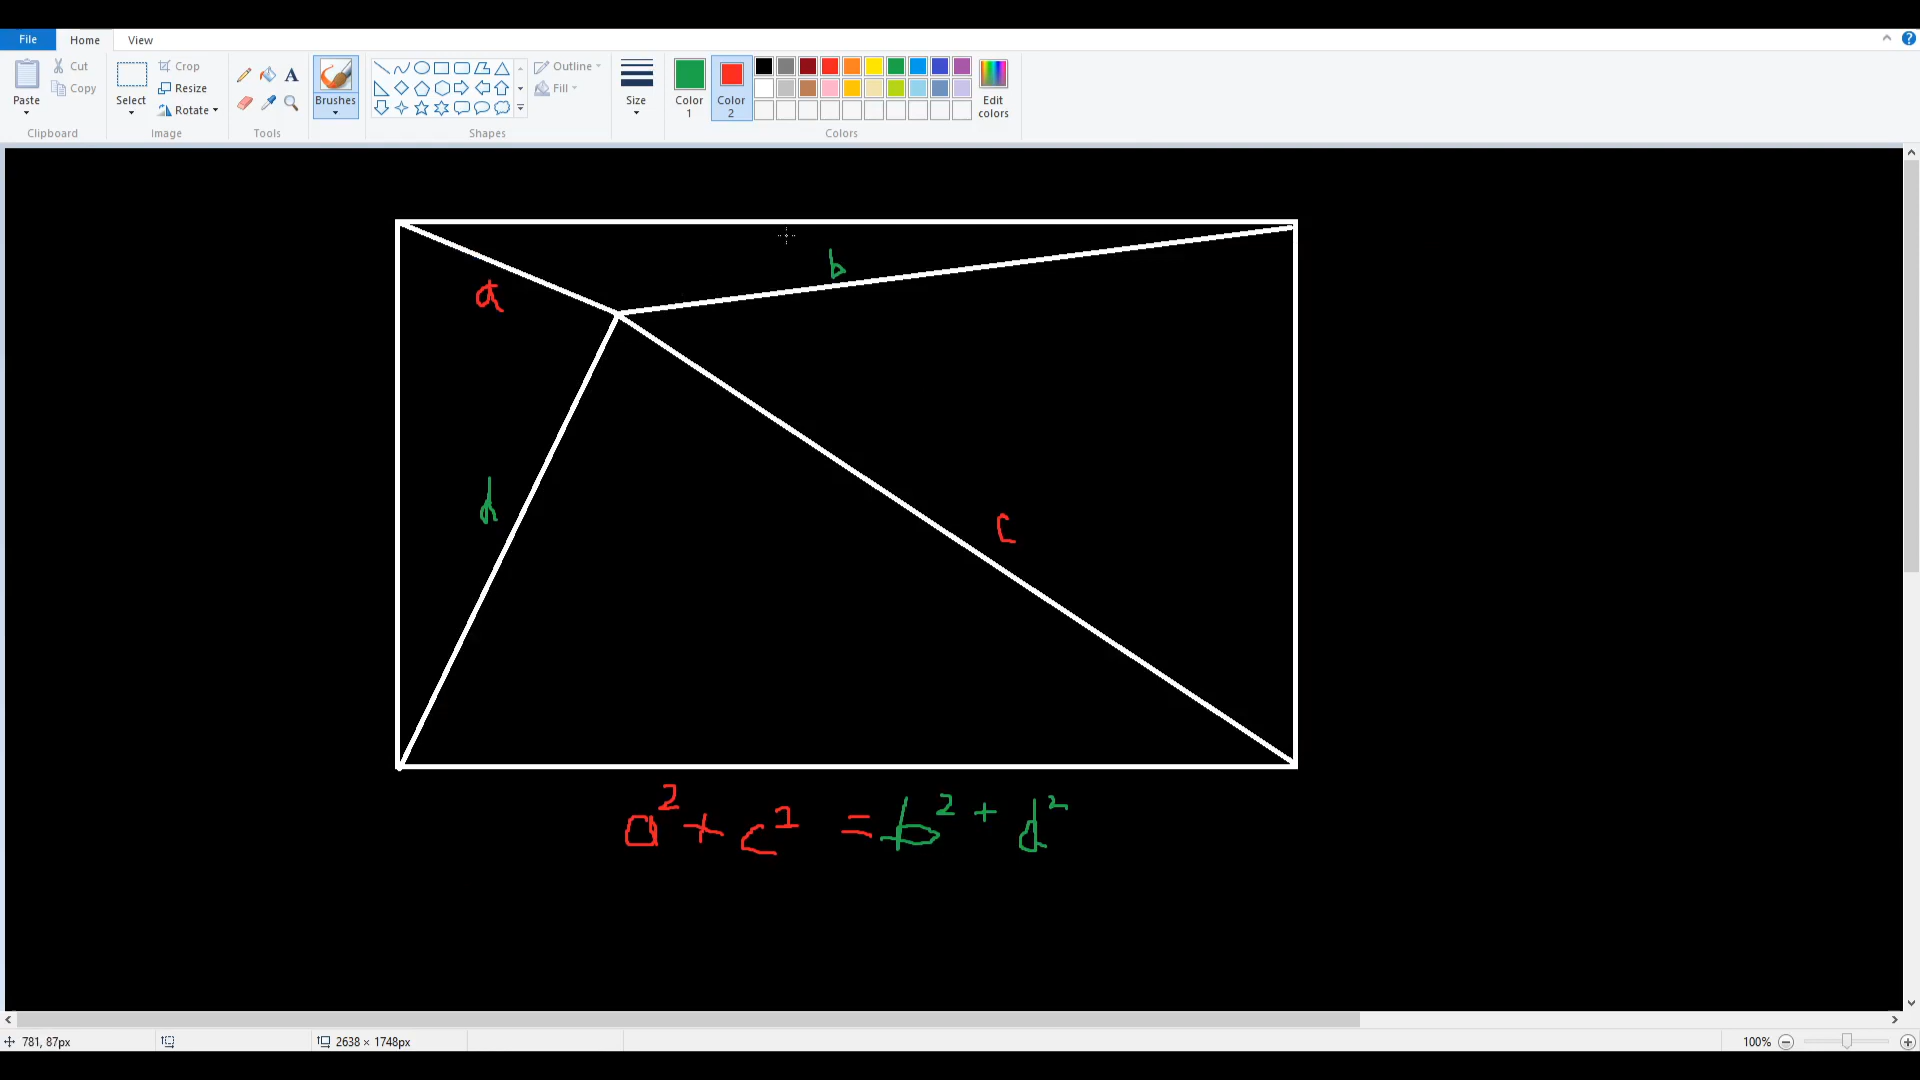 File Home View
Paste Cut Copy Clipboard
Select Crop Resize Rotate Image
A Tools
Brushes
Outline Fill Shapes
Size
Color 1 Color 2 Edit colors Colors
b
a
d
c
a² + c² = b² + d²
781, 87px 2638 × 1748px 100%